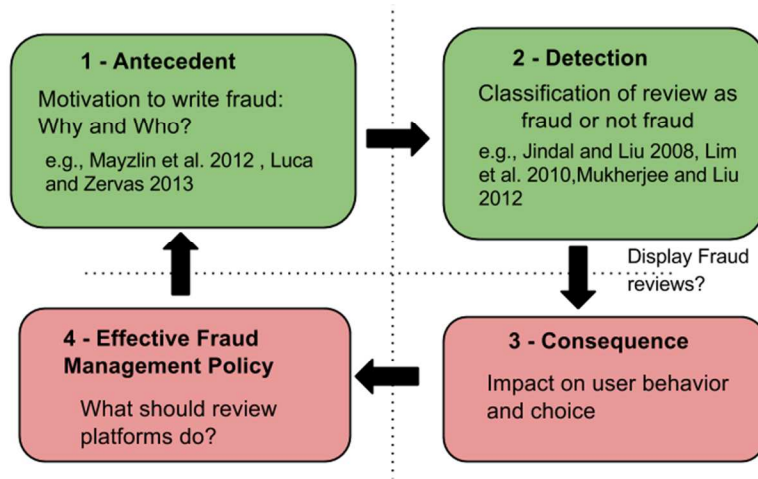 1 - Antecedent
Motivation to write fraud:
Why and Who?
e.g., Mayzlin et al. 2012 , Luca
and Zervas 2013
2 - Detection
Classification of review as
fraud or not fraud
e.g., Jindal and Liu 2008, Lim
et al. 2010,Mukherjee and Liu
2012
Display Fraud
reviews?
3 - Consequence
Impact on user behavior
and choice
4 - Effective Fraud
Management Policy
What should review
platforms do?